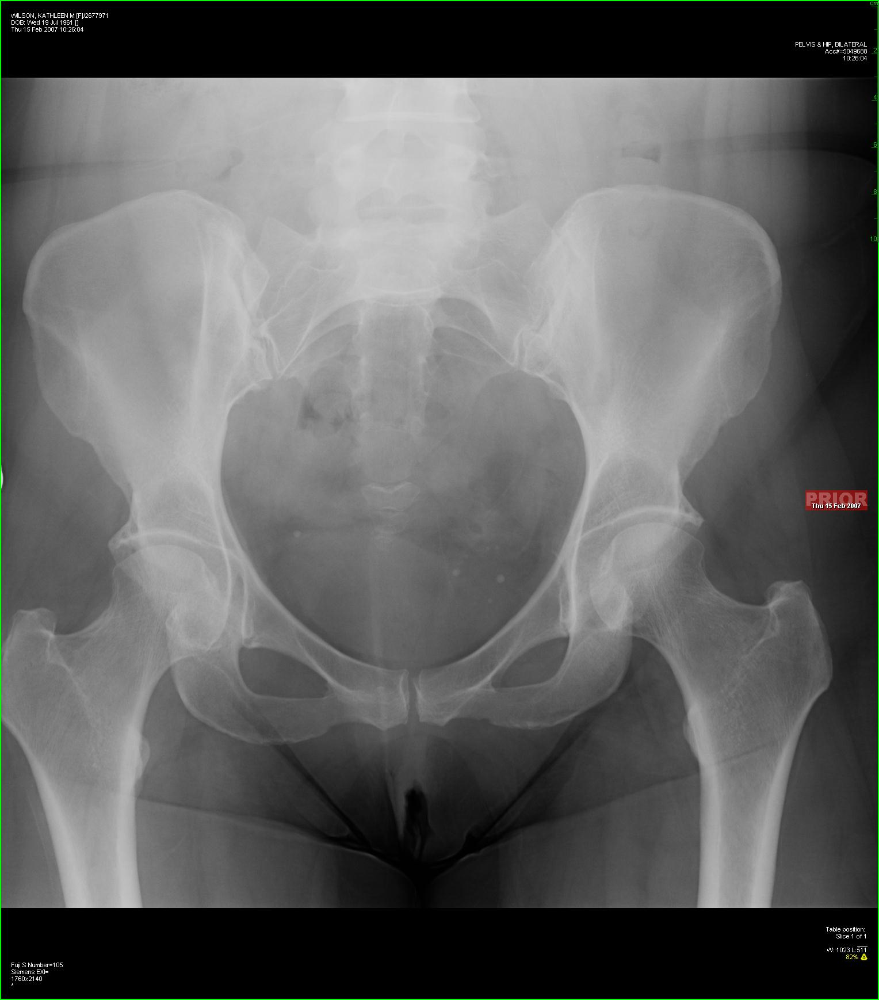 WILSON, KATHLEEN M [F]/2677971
DOB: Wed 19 Jul 1961 []
Thu 15 Feb 2007 10:26:04
PELVIS & HIP, BILATERAL
Acc#=5049688
10:26:04
cm
2
4
6
8
10
PRIOR
Thu 15 Feb 2007
Table position:
Slice 1 of 1
W: 1023 L:511
82%
Fuji S Number=105
Siemens EXI=
1760x2140
*